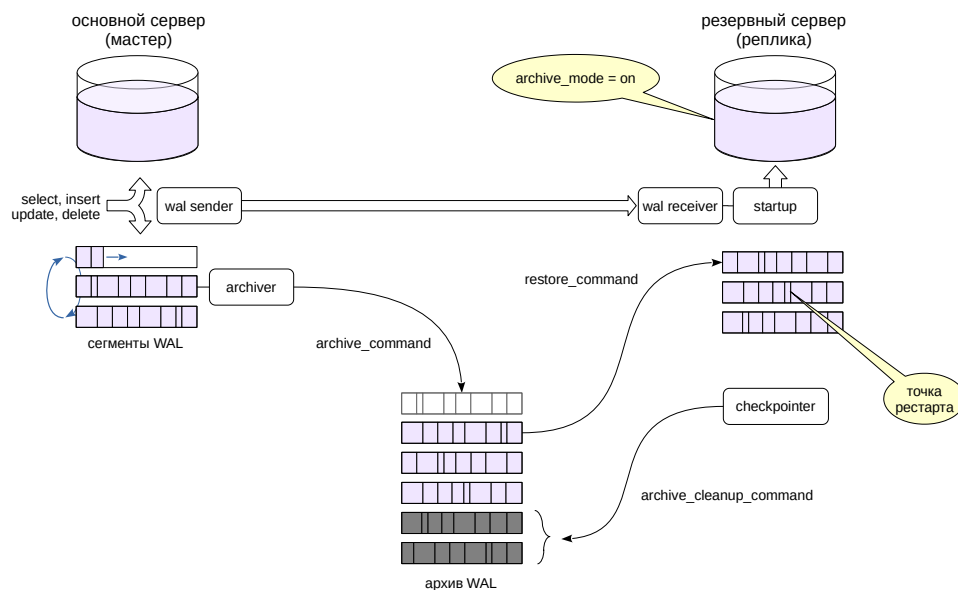 основной сервер
(мастер)
резервный сервер
(реплика)
archive_mode = on
select, insert
update, delete
wal sender
wal receiver
startup
archiver
restore_command
сегменты WAL
archive_command
точка
рестарта
checkpointer
archive_cleanup_command
архив WAL